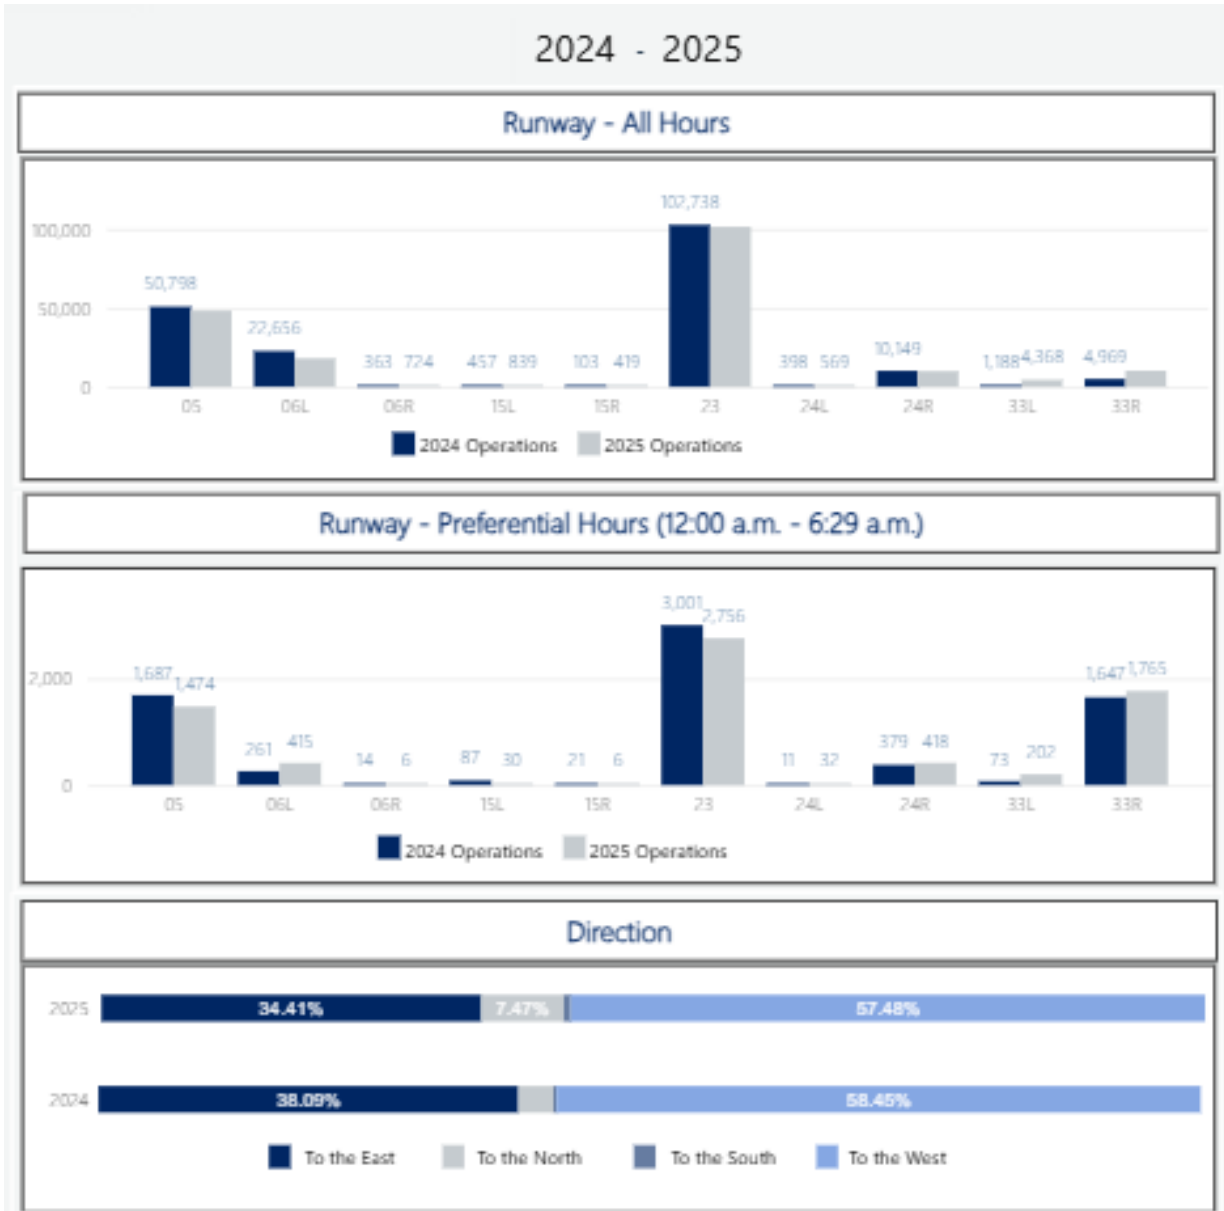 2024 - 2025
Runway - All Hours
102,738
100,000
50,798
50,000
22,656
363 724
457 839
103 419
398 569
10,149
1,188 4,368
4,969
0
05 06L 06R 15L 15R 23 24L 24R 33L 33R
2024 Operations 2025 Operations
Runway - Preferential Hours (12:00 a.m. - 6:29 a.m.)
3,001 2,756
2,000
1,687 1,474
261 415
14 6
87 30
21 6
11 32
379 418
73 202
1,647 1,765
0
05 06L 06R 15L 15R 23 24L 24R 33L 33R
2024 Operations 2025 Operations
Direction
2025 34.41% 7.47% 57.48%
2024 38.09% 58.45%
To the East To the North To the South To the West